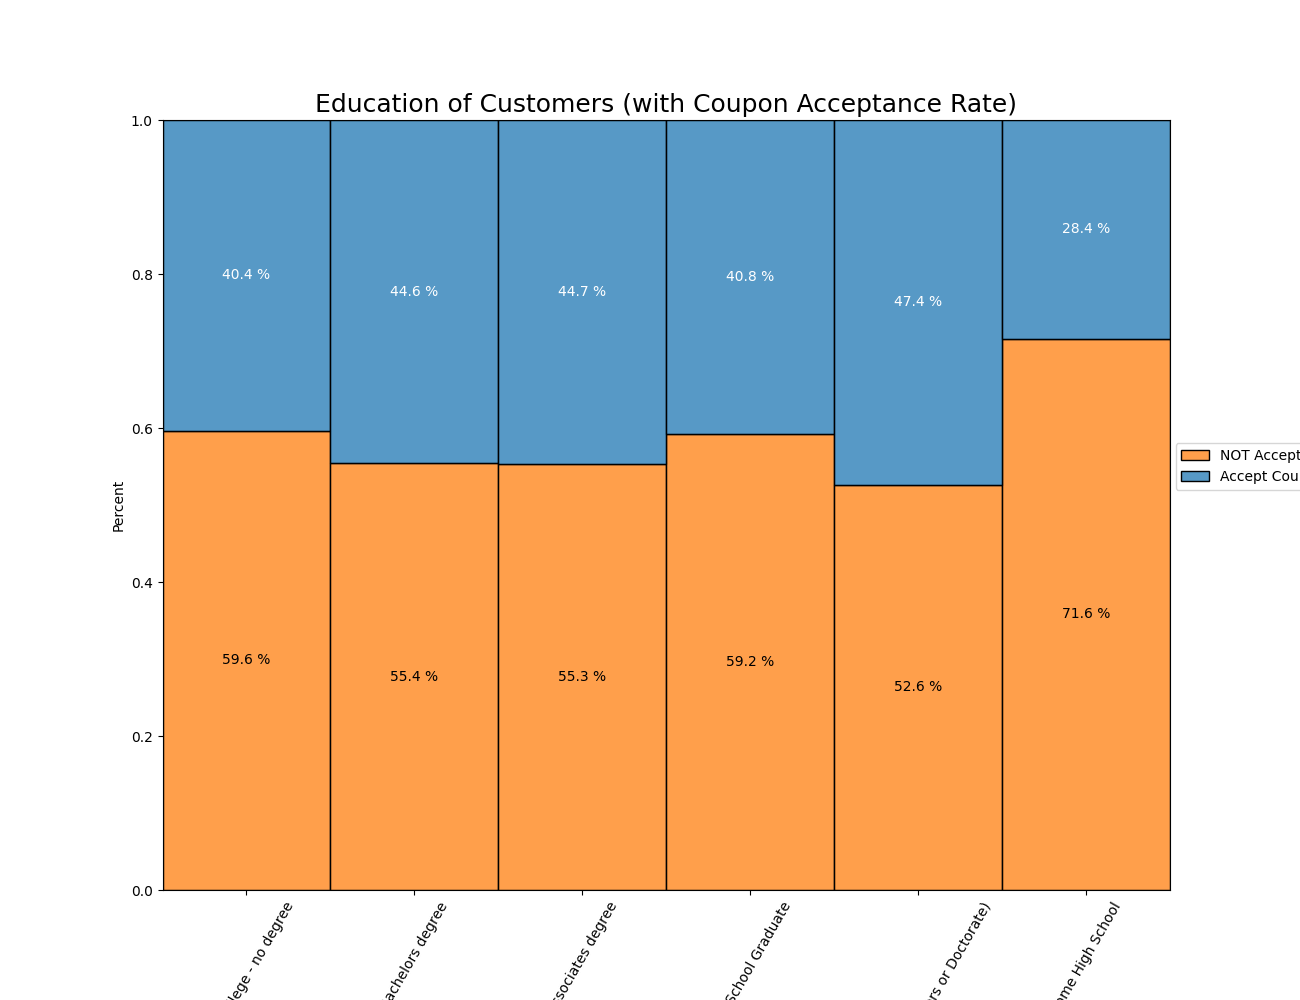 Education of Customers (with Coupon Acceptance Rate)
1.0
0.8
0.6
0.4
0.2
0.0
Percent
40.4 %
44.6 %
44.7 %
40.8 %
47.4 %
28.4 %
59.6 %
55.4 %
55.3 %
59.2 %
52.6 %
71.6 %
NOT Accept
Accept Cou
lege - no degree
achelors degree
ssociates degree
School Graduate
rs or Doctorate)
ome High School